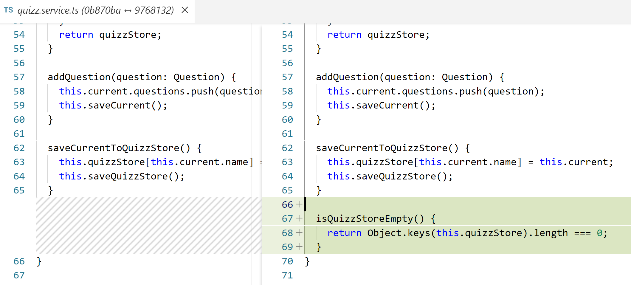 TS quizz.service.ts (0b870ba ↔ 9768132) ×
54 return quizzStore;
55 }
56
57 addQuestion(question: Question) {
58 this.current.questions.push(question
59 this.saveCurrent();
60 }
61
62 saveCurrentToQuizzStore() {
63 this.quizzStore[this.current.name] =
64 this.saveQuizzStore();
65 }
66 }
67
54 return quizzStore;
55 }
56
57 addQuestion(question: Question) {
58 this.current.questions.push(question);
59 this.saveCurrent();
60 }
61
62 saveCurrentToQuizzStore() {
63 this.quizzStore[this.current.name] = this.current;
64 this.saveQuizzStore();
65 }
66+
67+ isQuizzStoreEmpty() {
68+ return Object.keys(this.quizzStore).length === 0;
69+ }
70 }
71